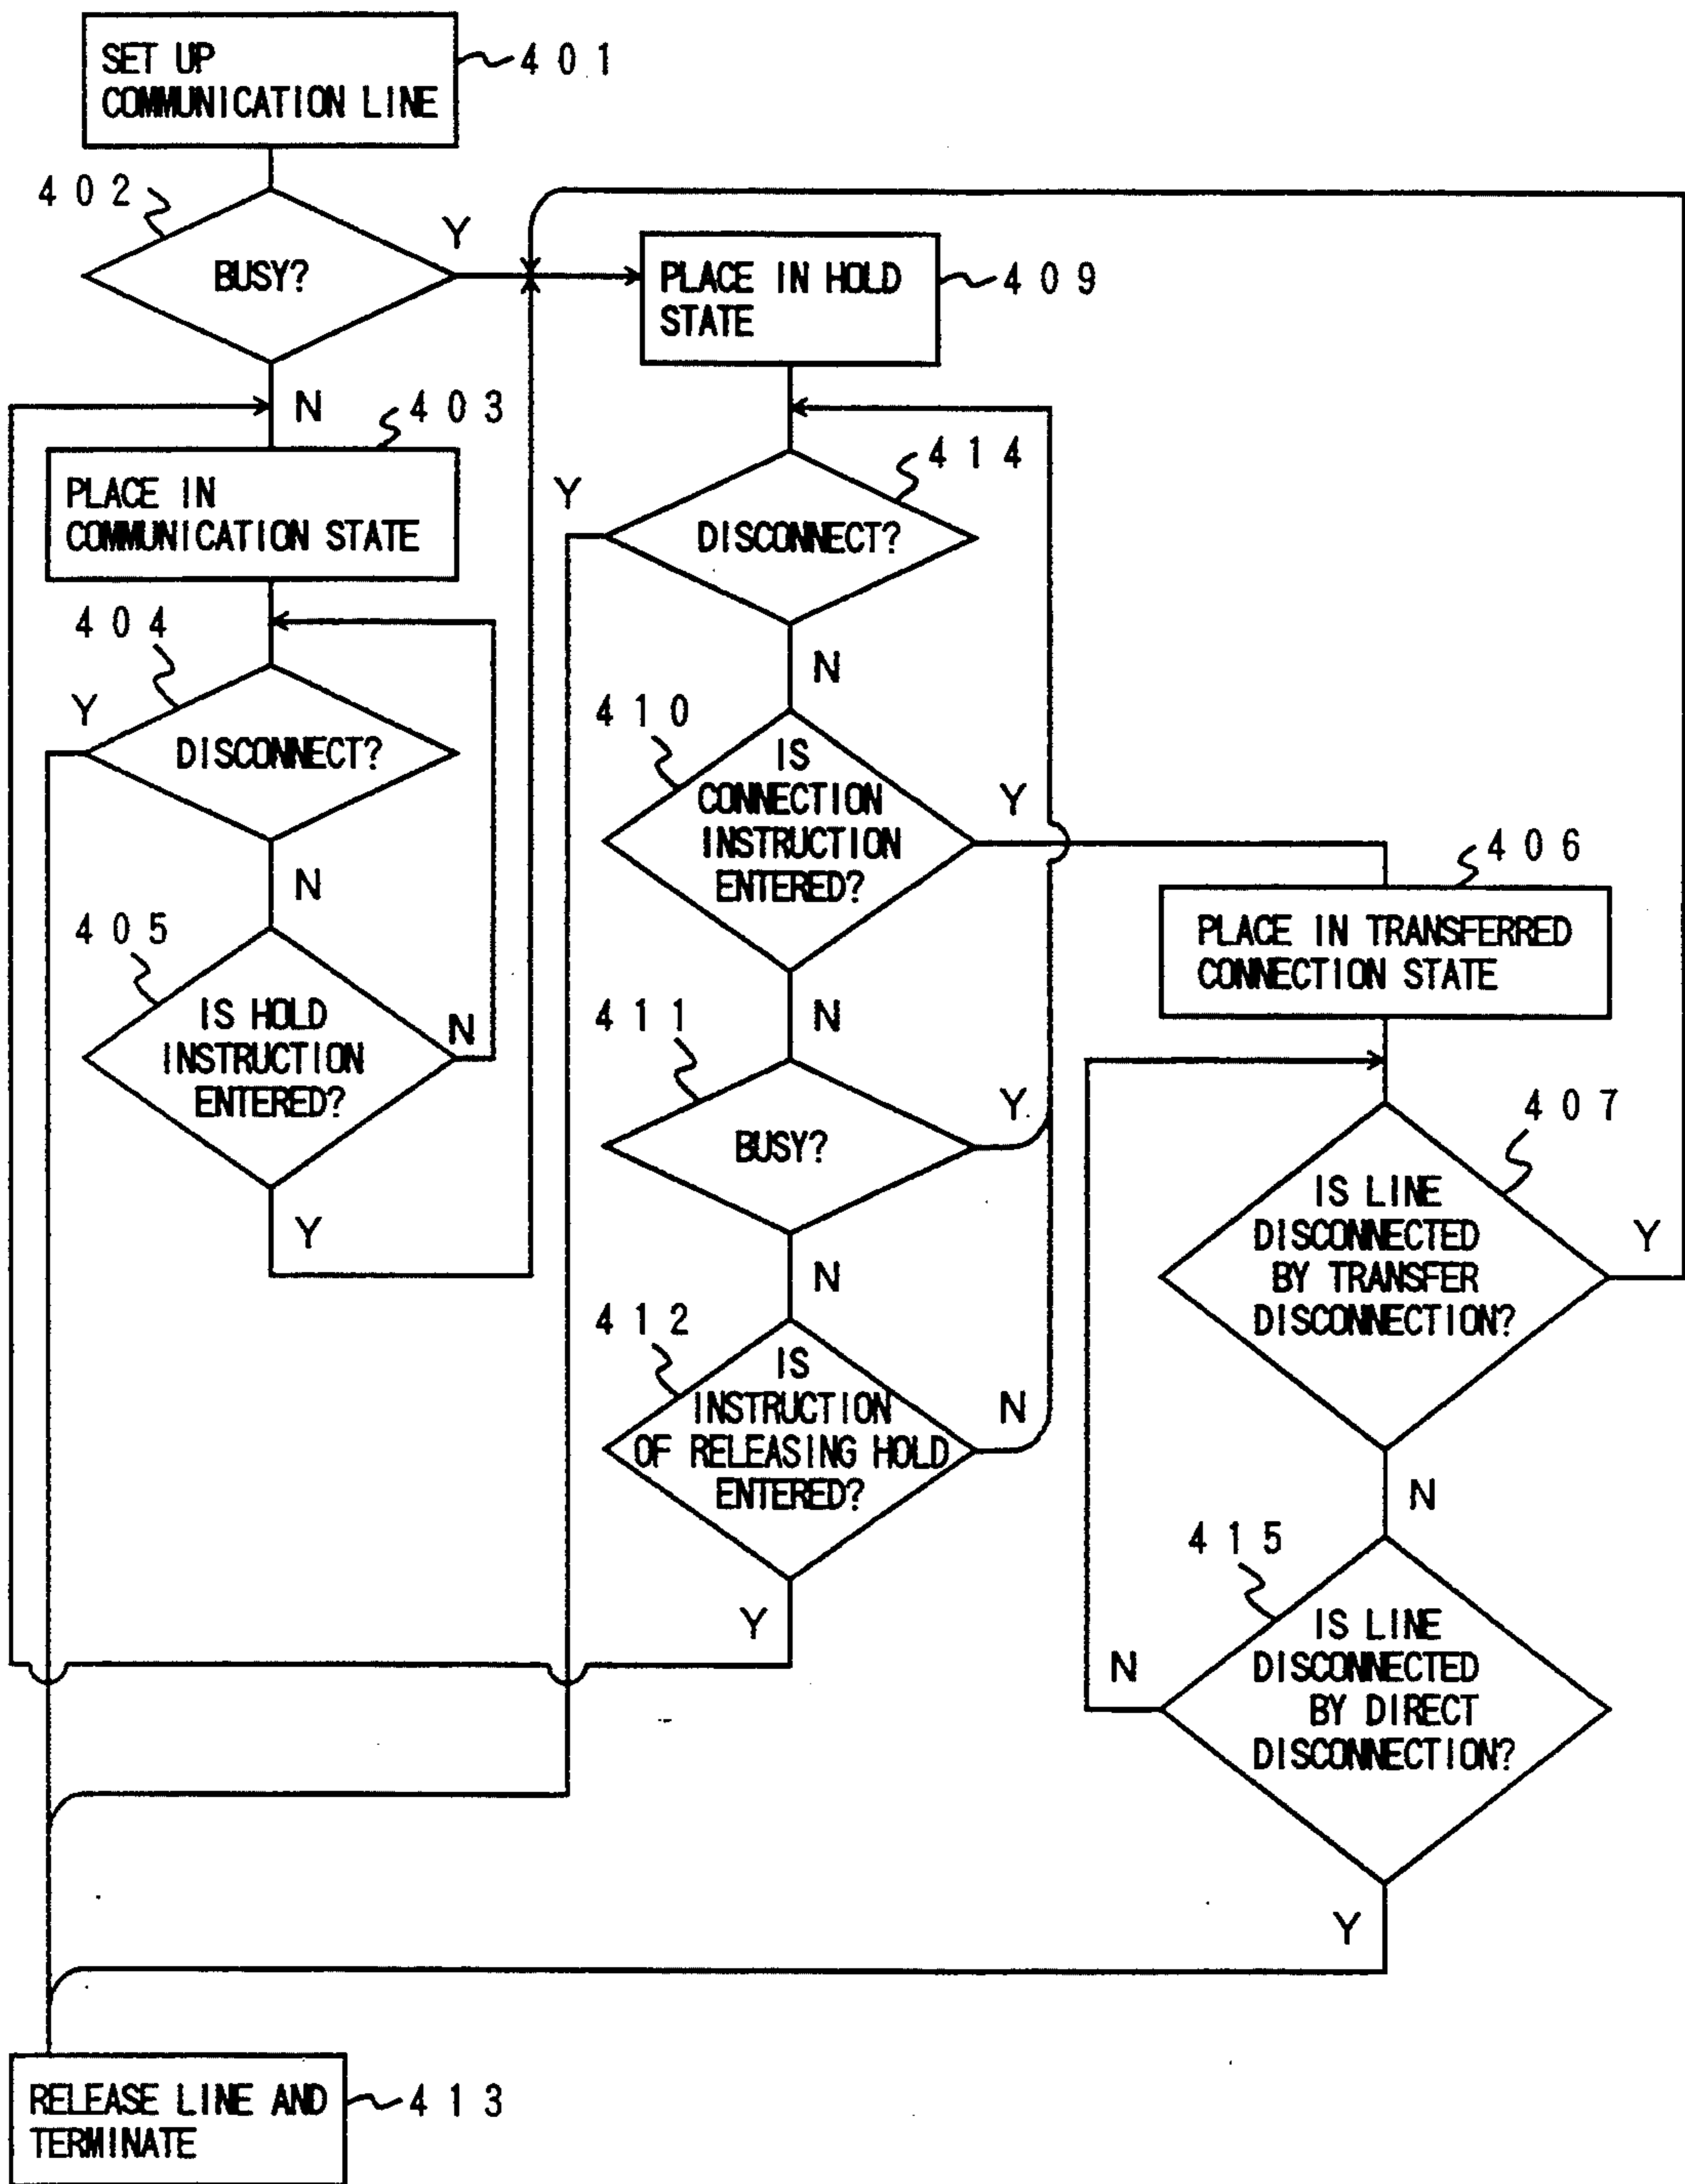 SET UP
COMMUNICATION LINE
401
402
BUSY?
Y
N
PLACE IN HOLD
STATE
409
403
PLACE IN
COMMUNICATION STATE
414
Y
DISCONNECT?
N
404
Y
DISCONNECT?
N
410
IS
CONNECTION
INSTRUCTION
ENTERED?
Y
N
406
PLACE IN TRANSFERRED
CONNECTION STATE
405
IS HOLD
INSTRUCTION
ENTERED?
N
Y
411
BUSY?
Y
N
407
IS LINE
DISCONNECTED
BY TRANSFER
DISCONNECTION?
Y
N
412
IS
INSTRUCTION
OF RELEASING HOLD
ENTERED?
N
Y
415
IS LINE
DISCONNECTED
BY DIRECT
DISCONNECTION?
N
Y
RELEASE LINE AND
TERMINATE
413